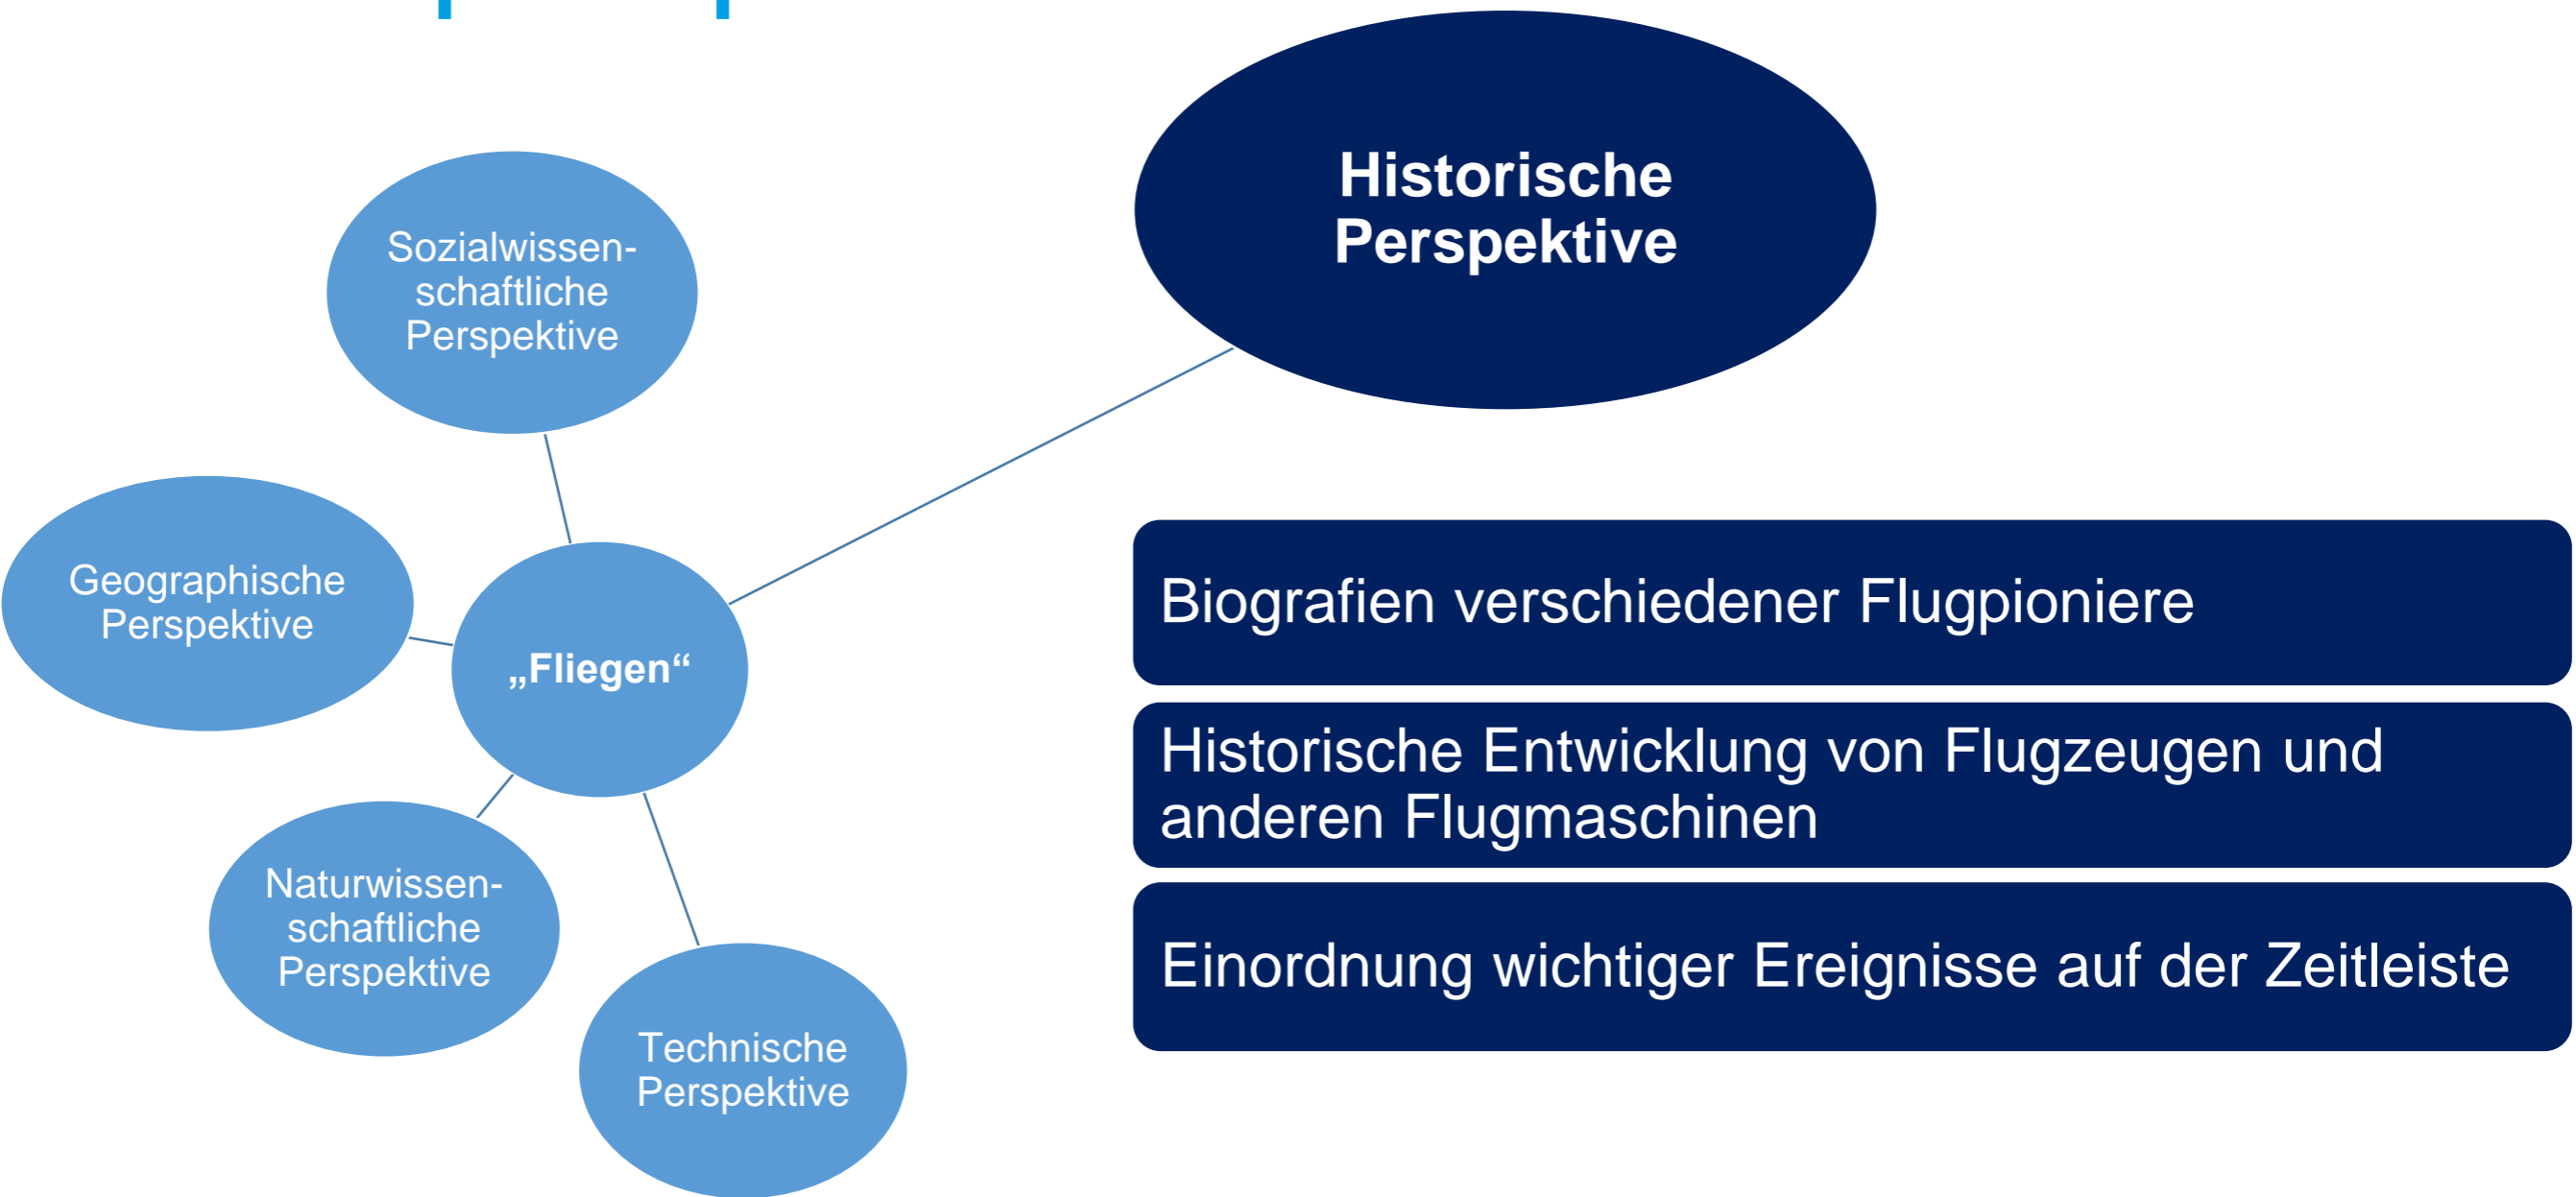 Historische
Perspektive
Sozialwissen-
schaftliche
Perspektive
Geographische
Perspektive
„Fliegen“
Naturwissen-
schaftliche
Perspektive
Technische
Perspektive
Biografien verschiedener Flugpioniere
Historische Entwicklung von Flugzeugen und
anderen Flugmaschinen
Einordnung wichtiger Ereignisse auf der Zeitleiste